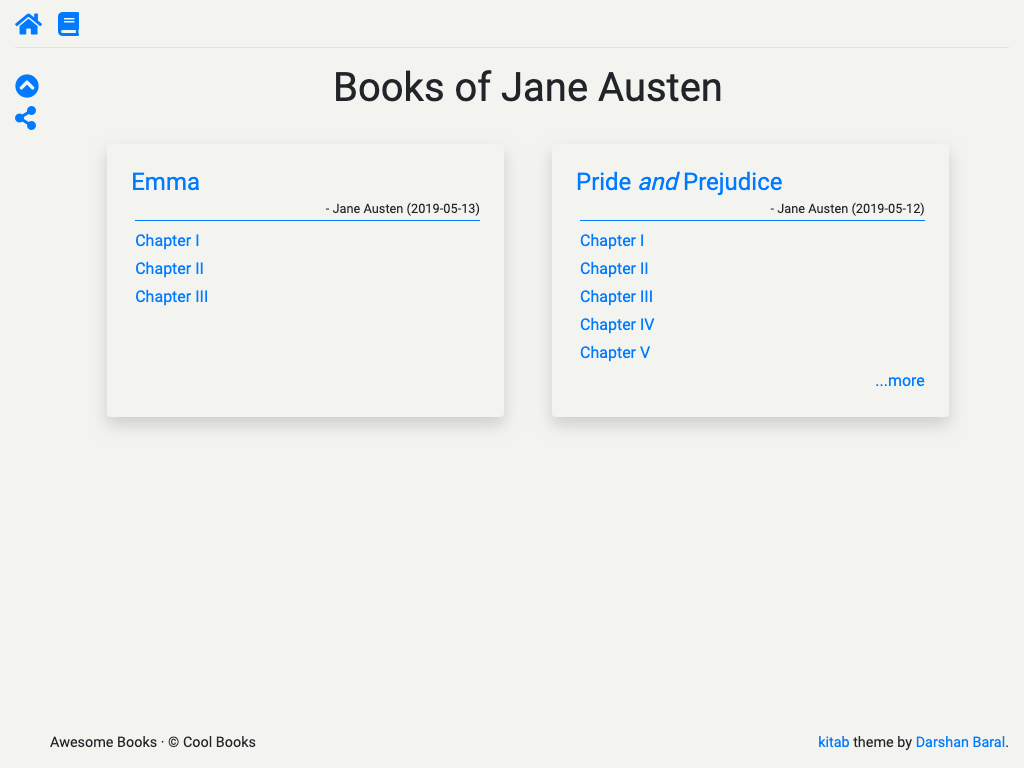 Books of Jane Austen
Emma
- Jane Austen (2019-05-13)
Chapter I
Chapter II
Chapter III
Pride and Prejudice
- Jane Austen (2019-05-12)
Chapter I
Chapter II
Chapter III
Chapter IV
Chapter V
...more
Awesome Books · © Cool Books
kitab theme by Darshan Baral.